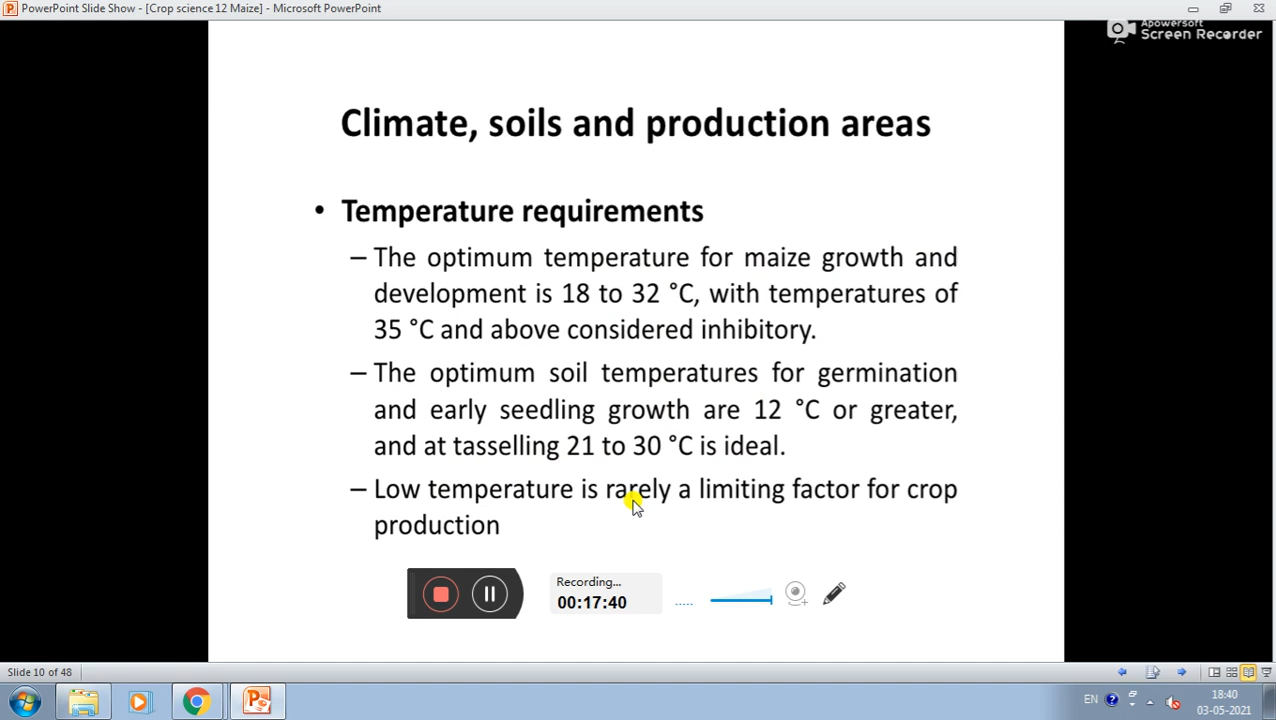 PowerPoint Slide Show - [Crop science 12 Maize] - Microsoft PowerPoint
Apowersoft
Screen Recorder
Climate, soils and production areas
• Temperature requirements
– The optimum temperature for maize growth and
development is 18 to 32 °C, with temperatures of
35 °C and above considered inhibitory.
– The optimum soil temperatures for germination
and early seedling growth are 12 °C or greater,
and at tasselling 21 to 30 °C is ideal.
– Low temperature is rarely a limiting factor for crop
production
Recording...
00:17:40
Slide 10 of 48
EN
18:40
03-05-2021